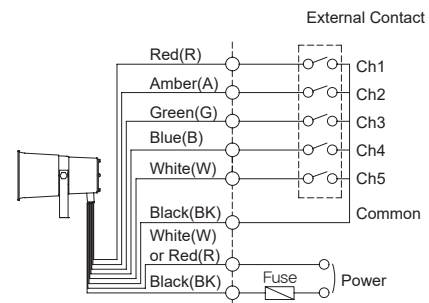 External Contact
Red(R)
Ch1
Amber(A)
Ch2
Green(G)
Ch3
Blue(B)
Ch4
White(W)
Ch5
Black(BK)
Common
White(W)
or Red(R)
Black(BK)
Fuse
Power